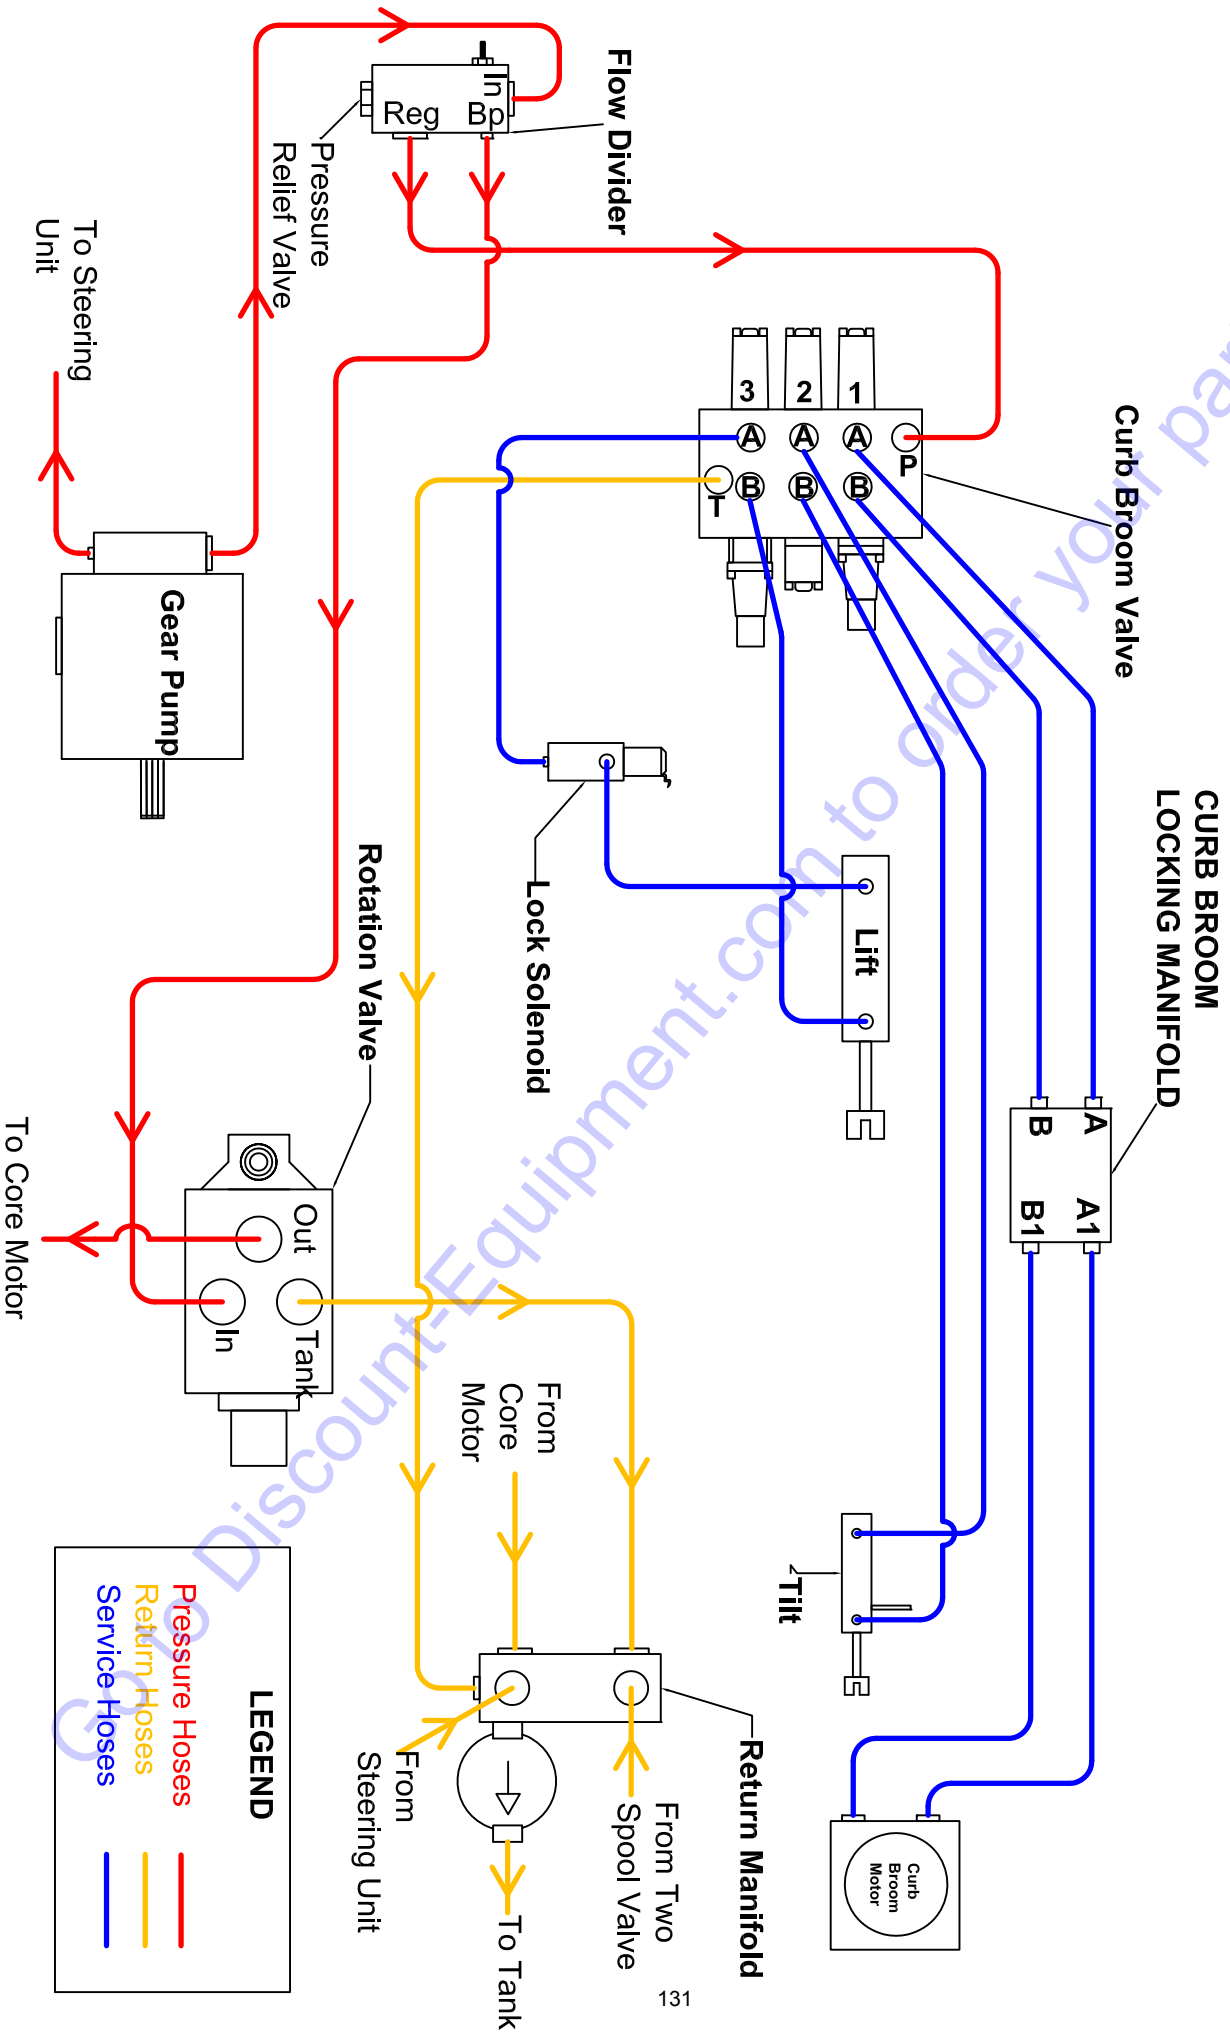 CURB BROOM
LOCKING MANIFOLD
Curb Broom Valve
Flow Divider
In
Bp
Reg
Pressure
Relief Valve
To Steering
Unit
Gear Pump
1
2
3
A
A
A
B
B
B
P
T
Lock Solenoid
Lift
A
B
A1
B1
Rotation Valve
Out
In
Tank
To Core Motor
From
Core
Motor
Tilt
Curb
Broom
Motor
Return Manifold
From Two
Spool Valve
From
Steering Unit
To Tank
LEGEND
Pressure Hoses
Return Hoses
Service Hoses
131
Go to Discount-Equipment.com to order your par